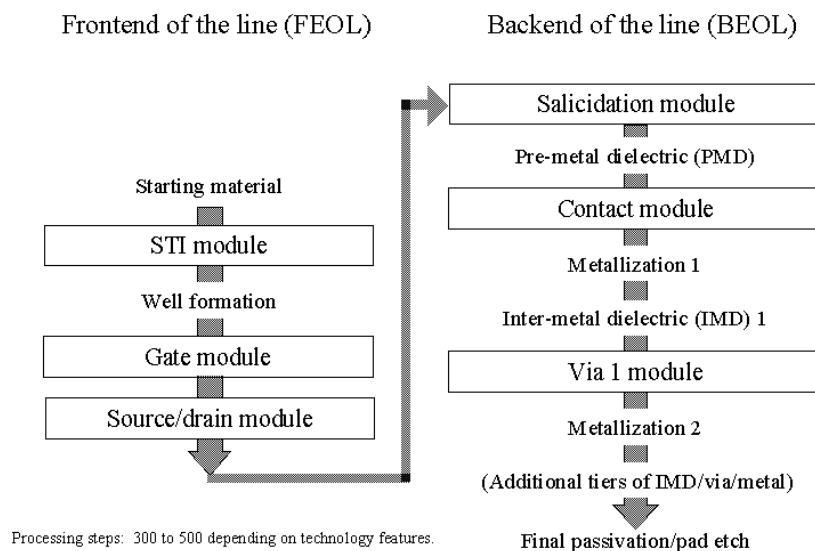 Frontend of the line (FEOL)
Starting material
STI module
Well formation
Gate module
Source/drain module
Processing steps: 300 to 500 depending on technology features.
Backend of the line (BEOL)
Salicidation module
Pre-metal dielectric (PMD)
Contact module
Metallization 1
Inter-metal dielectric (IMD) 1
Via 1 module
Metallization 2
(Additional tiers of IMD/via/metal)
Final passivation/pad etch